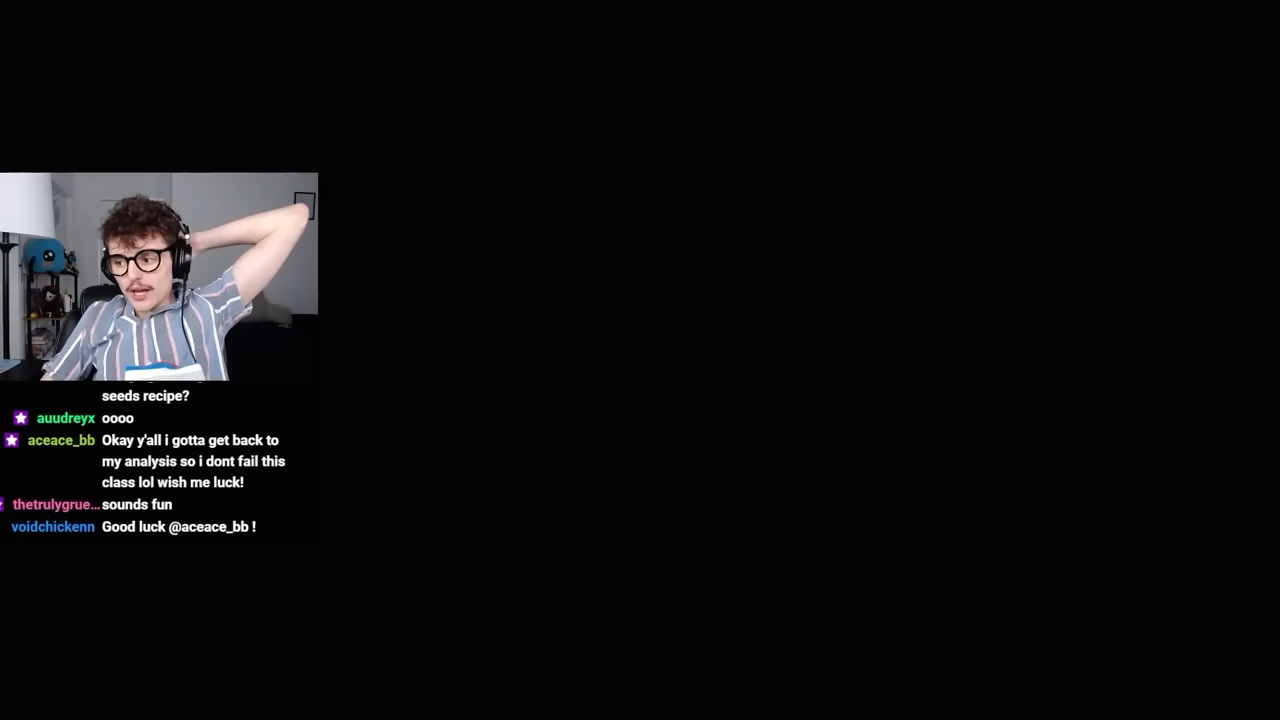 seeds recipe?
auudreyx oooo
aceace_bb Okay y'all i gotta get back to
my analysis so i dont fail this
class lol wish me luck!
thetrulygrue... sounds fun
voidchickenn Good luck @aceace_bb !